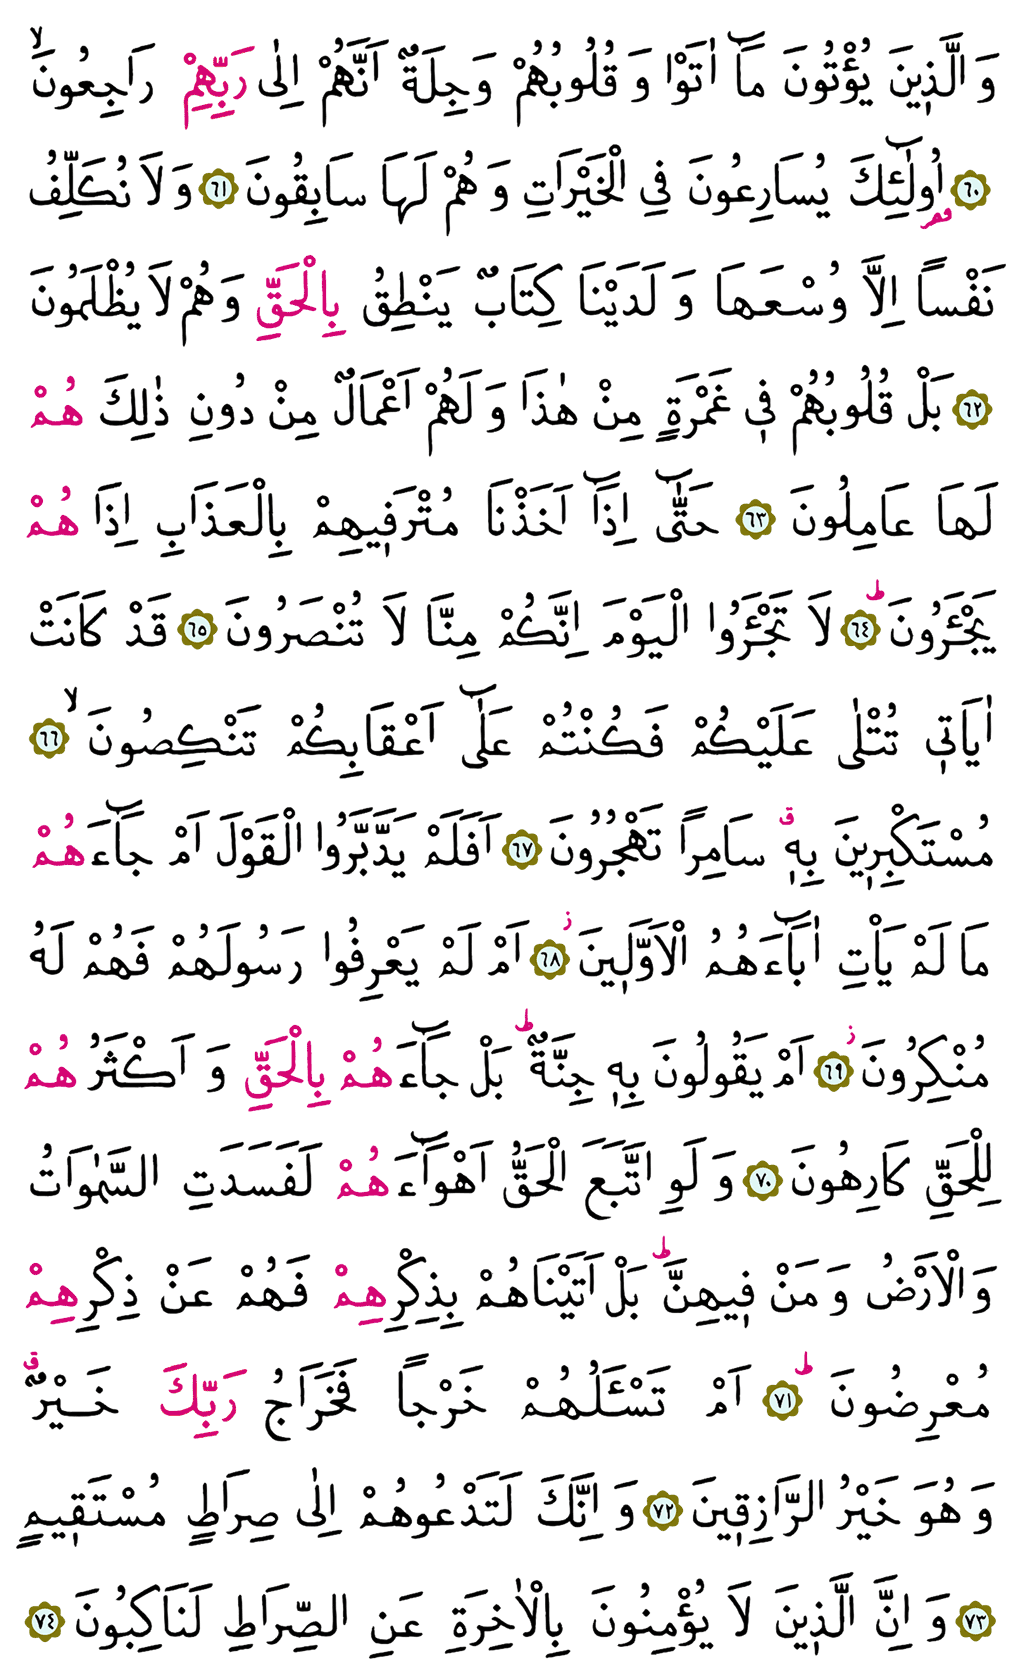 وَالَّذ۪ينَ يُؤْتُونَ مَٓا اٰتَوْا وَقُلُوبُهُمْ وَجِلَةٌ اَنَّهُمْ اِلٰى رَبِّهِمْ رَاجِعُونَۙ
﴿٦٠﴾ اُو۬لٰٓئِكَ يُسَارِعُونَ فِي الْخَيْرَاتِ وَهُمْ لَهَا سَابِقُونَ ﴿٦١﴾ وَلَا نُكَلِّفُ
نَفْساً اِلَّا وُسْعَهَا وَلَدَيْنَا كِتَابٌ يَنْطِقُ بِالْحَقِّ وَهُمْ لَا يُظْلَمُونَ
﴿٦٢﴾ بَلْ قُلُوبُهُمْ ف۪ي غَمْرَةٍ مِنْ هٰذَا وَلَهُمْ اَعْمَالٌ مِنْ دُونِ ذٰلِكَ هُمْ
لَهَا عَامِلُونَ ﴿٦٣﴾ حَتّٰٓى اِذَٓا اَخَذْنَا مُتْرَف۪يهِمْ بِالْعَذَابِ اِذَا هُمْ
يَجْـَٔرُونَۜ ﴿٦٤﴾ لَا تَجْـَٔرُوا الْيَوْمَ اِنَّكُمْ مِنَّا لَا تُنْصَرُونَ ﴿٦٥﴾ قَدْ كَانَتْ
اٰيَات۪ي تُتْلٰى عَلَيْكُمْ فَكُنْتُمْ عَلٰٓى اَعْقَابِكُمْ تَنْكِصُونَۙ ﴿٦٦﴾
مُسْتَكْبِر۪ينَ بِه۪ۗ سَامِراً تَهْجُرُونَ ﴿٦٧﴾ اَفَلَمْ يَدَّبَّرُوا الْقَوْلَ اَمْ جَٓاءَهُمْ
مَا لَمْ يَأْتِ اٰبَٓاءَهُمُ الْاَوَّل۪ينَۘ ﴿٦٨﴾ اَمْ لَمْ يَعْرِفُوا رَسُولَهُمْ فَهُمْ لَهُ
مُنْكِرُونَۘ ﴿٦٩﴾ اَمْ يَقُولُونَ بِه۪ جِنَّةٌۜ بَلْ جَٓاءَهُمْ بِالْحَقِّ وَاَكْثَرُهُمْ
لِلْحَقِّ كَارِهُونَ ﴿٧٠﴾ وَلَوِ اتَّبَعَ الْحَقُّ اَهْوَٓاءَهُمْ لَفَسَدَتِ السَّمٰوَاتُ
وَالْاَرْضُ وَمَنْ ف۪يهِنَّۜ بَلْ اَتَيْنَاهُمْ بِذِكْرِهِمْ فَهُمْ عَنْ ذِكْرِهِمْ
مُعْرِضُونَۜ ﴿٧١﴾ اَمْ تَسْـَٔلُهُمْ خَرْجاً فَخَرَاجُ رَبِّكَ خَيْرٌۗ
وَهُوَ خَيْرُ الرَّازِق۪ينَ ﴿٧٢﴾ وَاِنَّكَ لَتَدْعُوهُمْ اِلٰى صِرَاطٍ مُسْتَق۪يمٍ
﴿٧٣﴾ وَاِنَّ الَّذ۪ينَ لَا يُؤْمِنُونَ بِالْاٰخِرَةِ عَنِ الصِّرَاطِ لَنَاكِبُونَ ﴿٧٤﴾